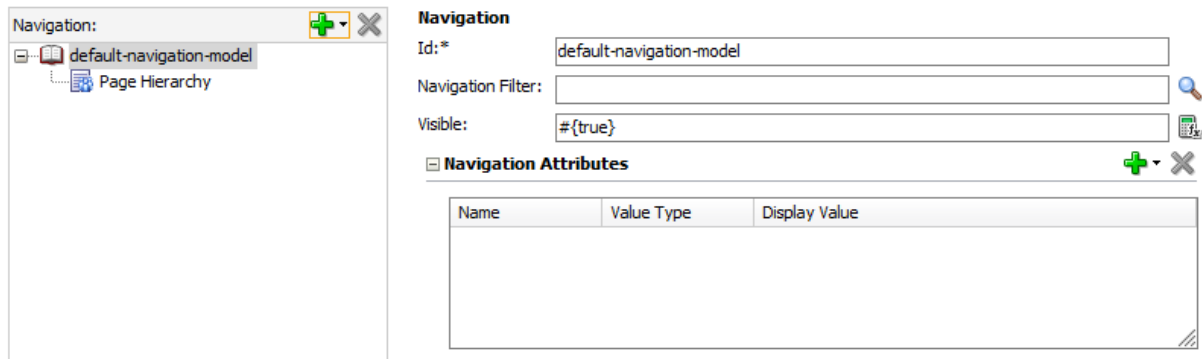 Navigation:
default-navigation-model
Page Hierarchy
Navigation
Id:* default-navigation-model
Navigation Filter:
Visible: #{true}
Navigation Attributes
Name Value Type Display Value